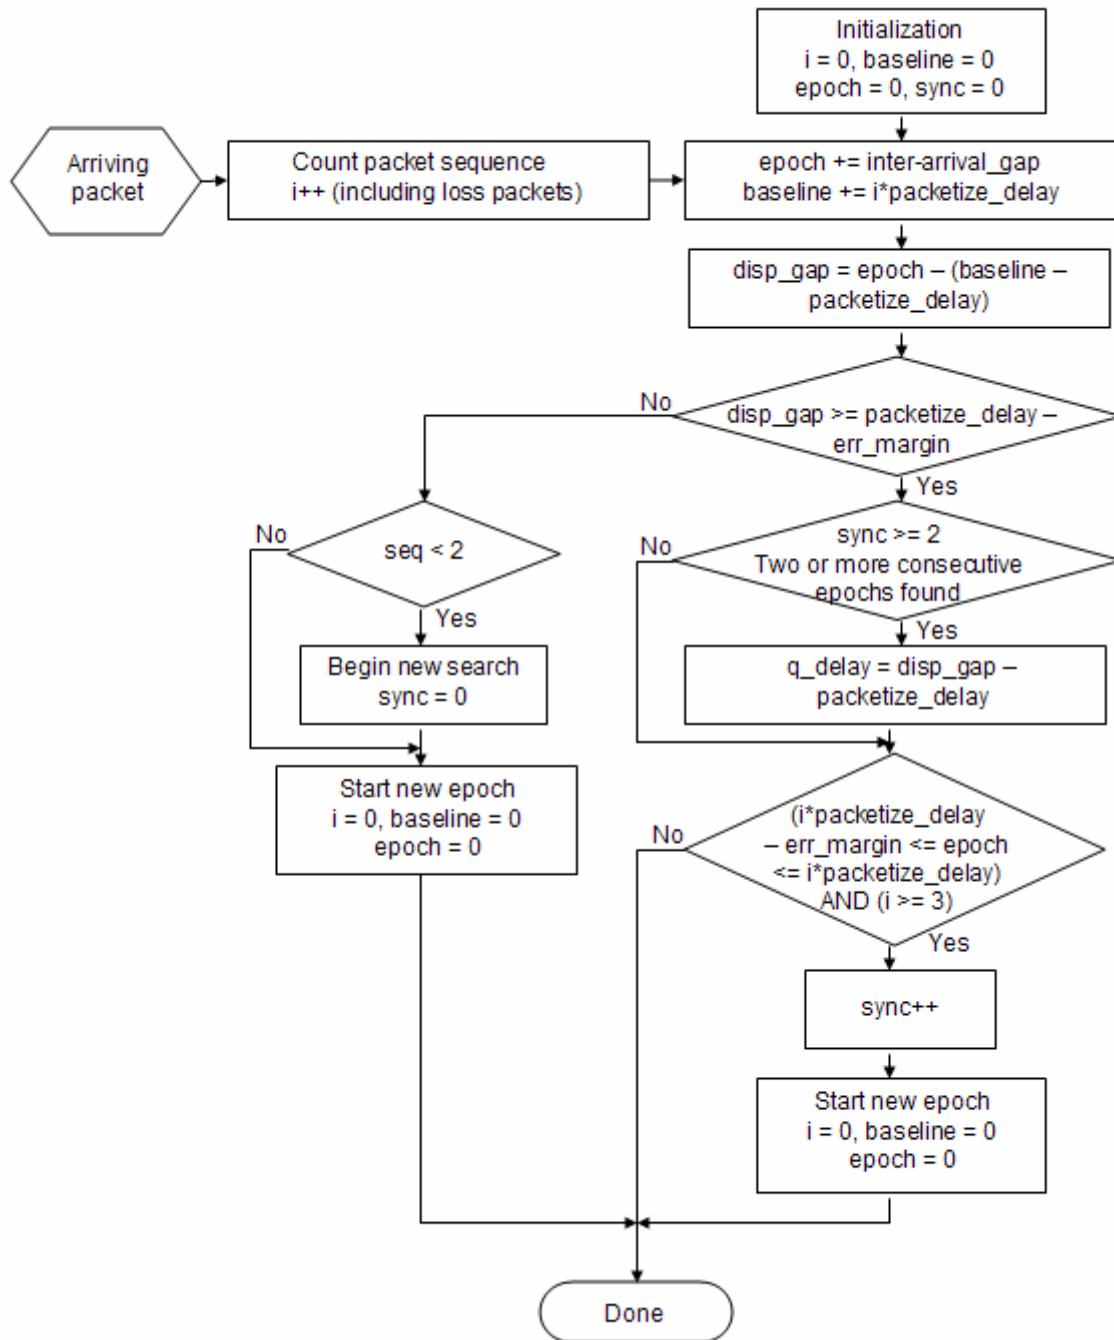 Initialization
i = 0, baseline = 0
epoch = 0, sync = 0
Arriving
packet
Count packet sequence
i++ (including loss packets)
epoch += inter-arrival_gap
baseline += i*packetize_delay
disp_gap = epoch – (baseline –
packetize_delay)
disp_gap >= packetize_delay –
err_margin
No
Yes
seq < 2
No
Yes
sync >= 2
Two or more consecutive
epochs found
No
Yes
Begin new search
sync = 0
q_delay = disp_gap –
packetize_delay
Start new epoch
i = 0, baseline = 0
epoch = 0
(i*packetize_delay
– err_margin <= epoch
<= i*packetize_delay)
AND (i >= 3)
No
Yes
sync++
Start new epoch
i = 0, baseline = 0
epoch = 0
Done